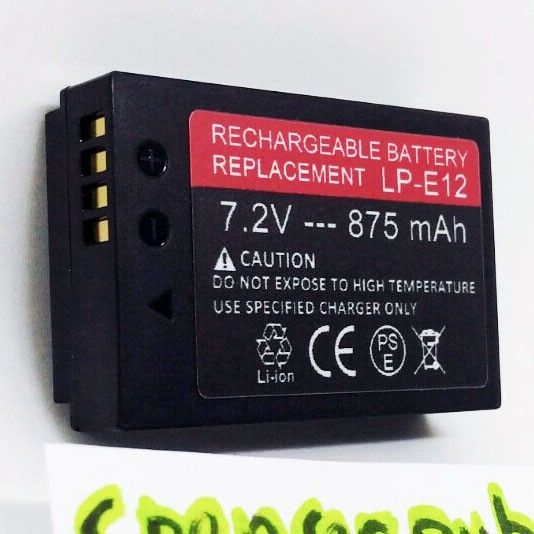 RECHARGEABLE BATTERY
REPLACEMENT LP-E12
7.2V --- 875 mAh
CAUTION
DO NOT EXPOSE TO HIGH TEMPERATURE
USE SPECIFIED CHARGER ONLY
Li-ion
CE
PS
E